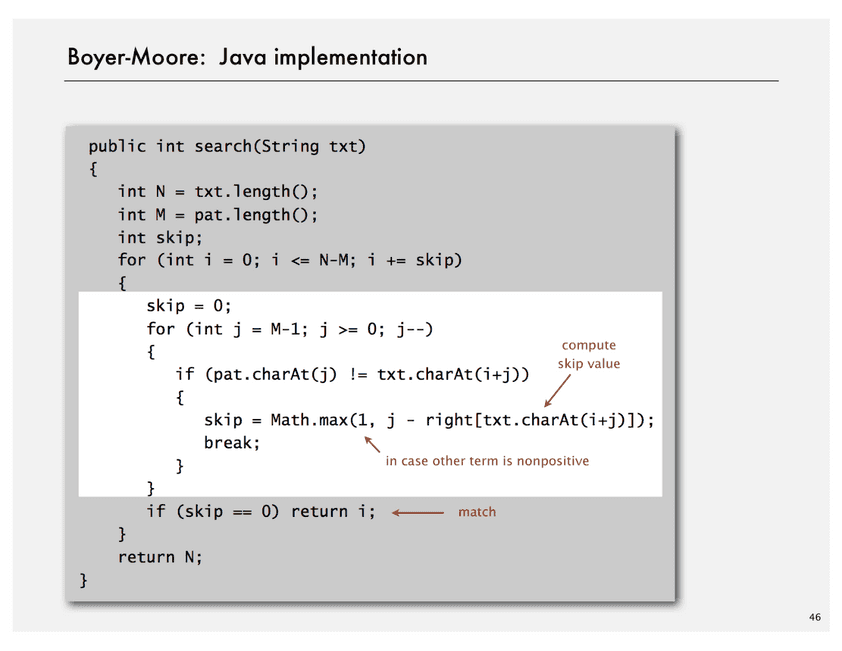 Boyer-Moore: Java implementation
public int search(String txt)
{
int N = txt.length();
int M = pat.length();
int skip;
for (int i = 0; i <= N-M; i += skip)
{
skip = 0;
for (int j = M-1; j >= 0; j--)
{
compute
skip value
if (pat.charAt(j) != txt.charAt(i+j))
{
skip = Math.max(1, j - right[txt.charAt(i+j)]);
break;
in case other term is nonpositive
}
}
if (skip == 0) return i;
match
}
return N;
}
46